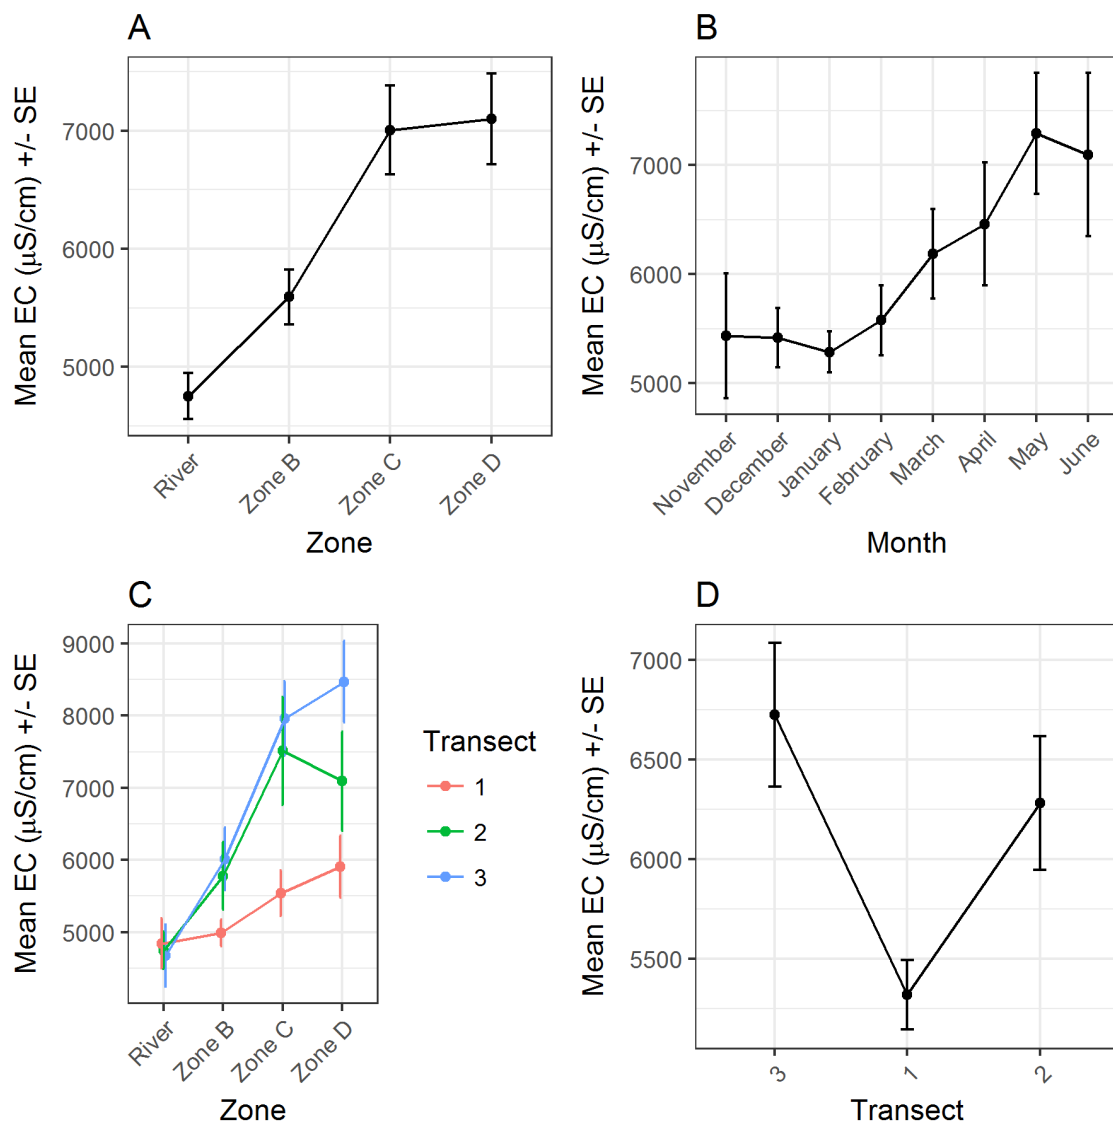 A
Mean EC (µS/cm) +/- SE
7000
6000
5000
River
Zone B
Zone C
Zone D
Zone
B
Mean EC (µS/cm) +/- SE
7000
6000
5000
November
December
January
February
March
April
May
June
Month
C
Mean EC (µS/cm) +/- SE
9000
8000
7000
6000
5000
River
Zone B
Zone C
Zone D
Zone
Transect
1
2
3
D
Mean EC (µS/cm) +/- SE
7000
6500
6000
5500
3
1
2
Transect